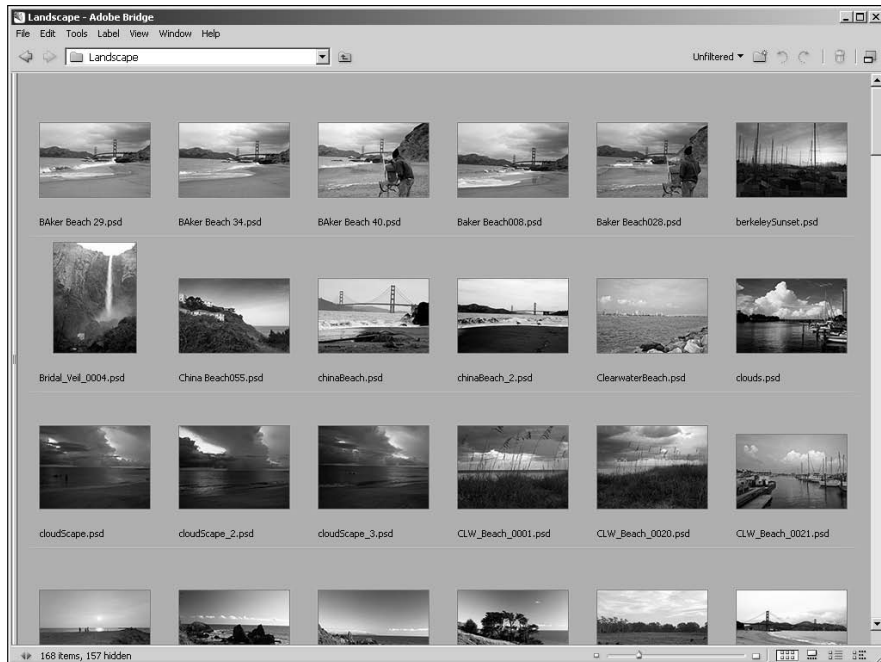 Landscape - Adobe Bridge
File Edit Tools Label View Window Help
Landscape Unfiltered
BAker Beach 29.psd BAker Beach 34.psd BAker Beach 40.psd Baker Beach008.psd Baker Beach028.psd berkeleySunset.psd
Bridal_Veil_0004.psd China Beach055.psd chinaBeach.psd chinaBeach_2.psd ClearwaterBeach.psd clouds.psd
cloudScape.psd cloudScape_2.psd cloudScape_3.psd CLW_Beach_0001.psd CLW_Beach_0020.psd CLW_Beach_0021.psd
168 items, 157 hidden